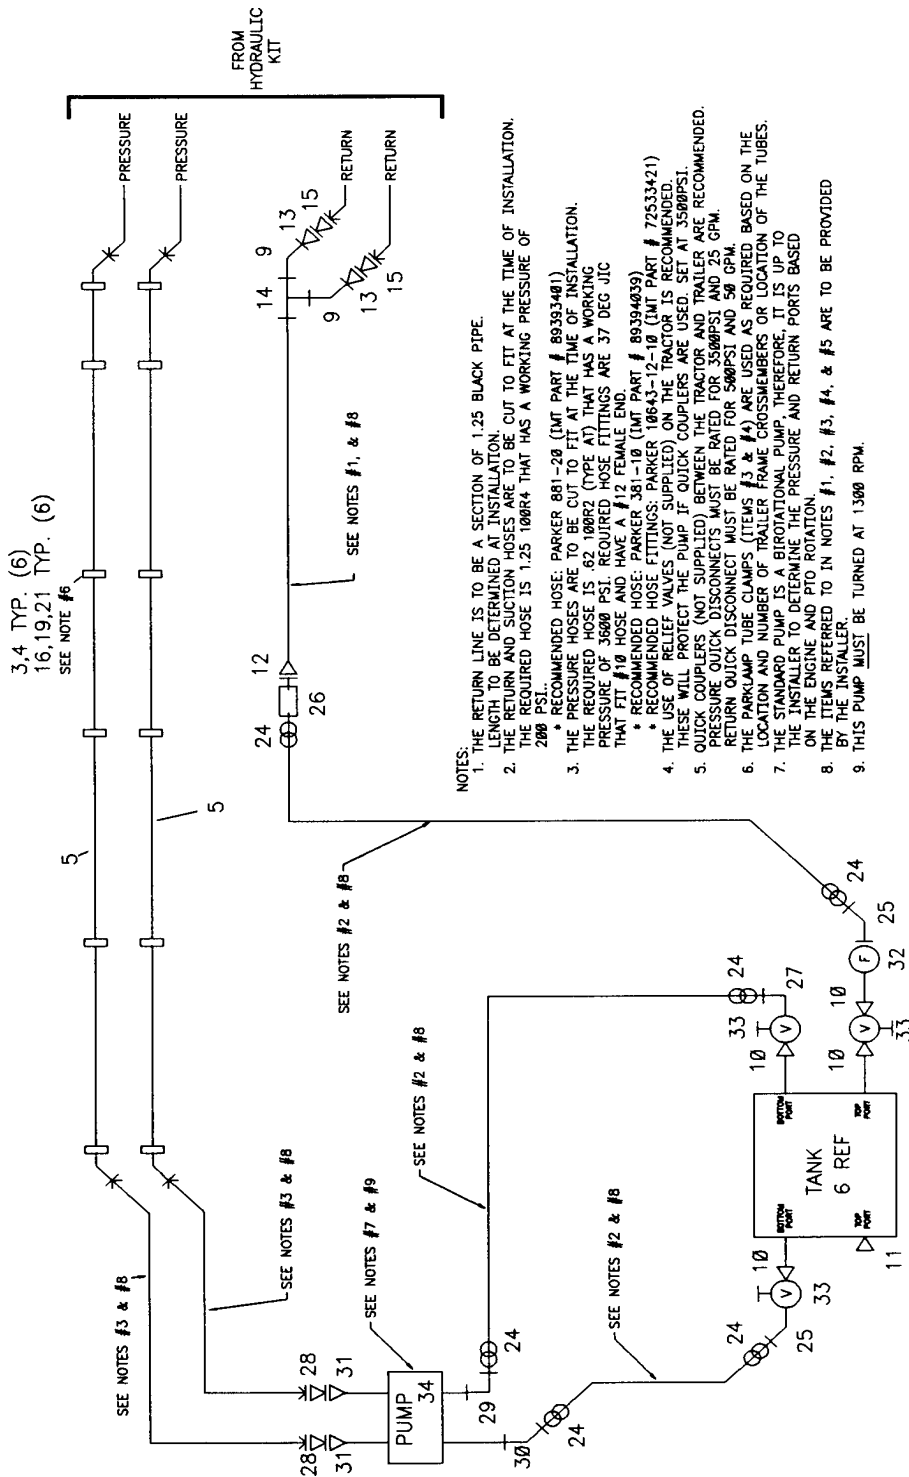 3,4 TYP. (6)
16,19,21 TYP. (6)
SEE NOTE #6
FROM
HYDRAULIC
KIT
PRESSURE
PRESSURE
RETURN
RETURN
5
5
9
13
15
14
9
13
15
SEE NOTES #1, & #8
12
26
24
SEE NOTES #2 & #8
24
25
32
F
10
V
33
10
24
27
33
V
10
SEE NOTES #2 & #8
SEE NOTES #3 & #8
SEE NOTES #3 & #8
SEE NOTES #7 & #9
28
31
28
31
PUMP
34
29
24
30
24
SEE NOTES #2 & #8
24
25
33
V
10
11
TANK
6 REF
BOTTOM
PORT
TOP
PORT
BOTTOM
PORT
TOP
PORT
NOTES:
1. THE RETURN LINE IS TO BE A SECTION OF 1.25 BLACK PIPE.
LENGTH TO BE DETERMINED AT INSTALLATION.
2. THE RETURN AND SUCTION HOSES ARE TO BE CUT TO FIT AT THE TIME OF INSTALLATION.
THE REQUIRED HOSE IS 1.25 100R4 THAT HAS A WORKING PRESSURE OF
200 PSI.
* RECOMMENDED HOSE: PARKER 881-20 (IMT PART # 89393401)
3. THE PRESSURE HOSES ARE TO BE CUT TO FIT AT THE TIME OF INSTALLATION.
THE REQUIRED HOSE IS .62 100R2 (TYPE AT) THAT HAS A WORKING
PRESSURE OF 3600 PSI. REQUIRED HOSE FITTINGS ARE 37 DEG JIC
THAT FIT #10 HOSE AND HAVE A #12 FEMALE END.
* RECOMMENDED HOSE: PARKER 381-10 (IMT PART # 89394039)
* RECOMMENDED HOSE FITTINGS: PARKER 10643-12-10 (IMT PART # 72533421)
4. THE USE OF RELIEF VALVES (NOT SUPPLIED) ON THE TRACTOR IS RECOMMENDED.
THESE WILL PROTECT THE PUMP IF QUICK COUPLERS ARE USED. SET AT 3500PSI.
5. QUICK COUPLERS (NOT SUPPLIED) BETWEEN THE TRACTOR AND TRAILER ARE RECOMMENDED.
PRESSURE QUICK DISCONNECTS MUST BE RATED FOR 3500PSI AND 25 GPM.
RETURN QUICK DISCONNECT MUST BE RATED FOR 500PSI AND 50 GPM.
6. THE PARKLAMP TUBE CLAMPS (ITEMS #3 & #4) ARE USED AS REQUIRED BASED ON THE
LOCATION AND NUMBER OF TRAILER FRAME CROSSMEMBERS OR LOCATION OF THE TUBES.
7. THE STANDARD PUMP IS A BIROTATIONAL PUMP, THEREFORE, IT IS UP TO
THE INSTALLER TO DETERMINE THE PRESSURE AND RETURN PORTS BASED
ON THE ENGINE AND PTO ROTATION.
8. THE ITEMS REFERRED TO IN NOTES #1, #2, #3, #4, & #5 ARE TO BE PROVIDED
BY THE INSTALLER.
9. THIS PUMP MUST BE TURNED AT 1300 RPM.